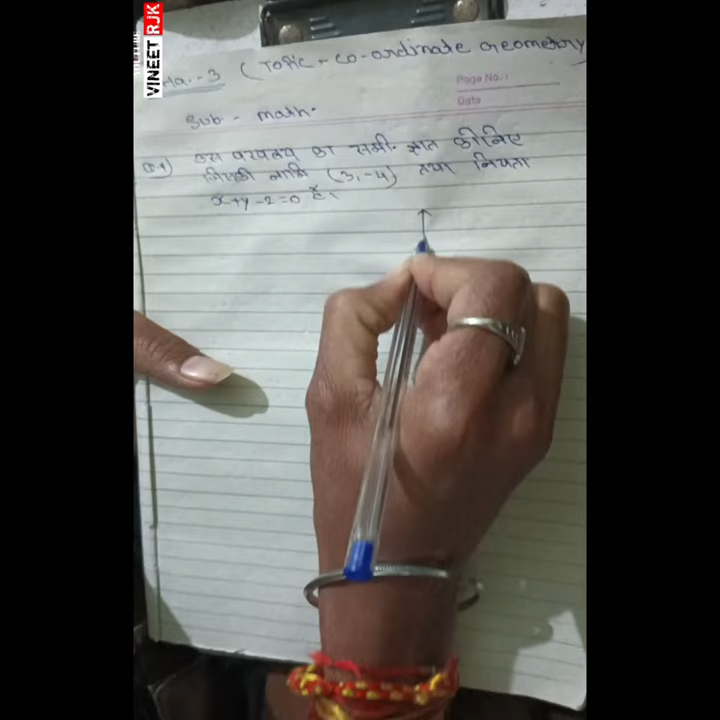 VINEET RJK
Ha.-3 (Topic - co-ordinate Geometry)
Page No.:
Date
Sub - math.
Q.1) उस परवलय का समी. ज्ञात कीजिए
जिसकी नाभि (3,-4) तथा नियता
x+y-2=0 है।